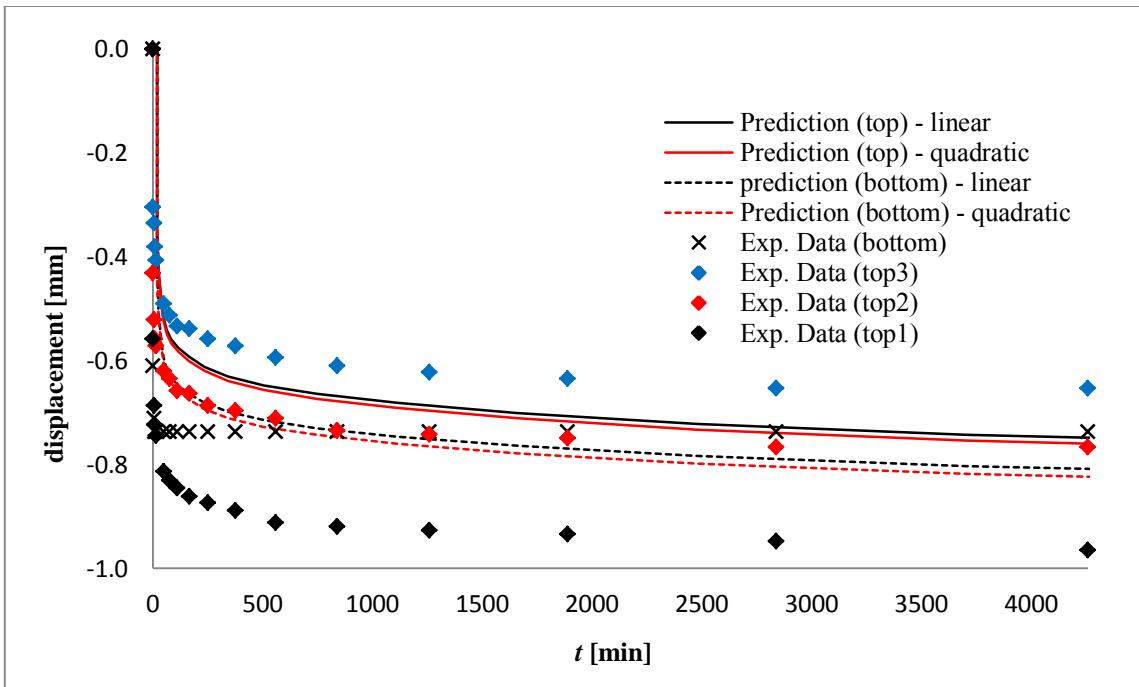 0.0
-0.2
-0.4
-0.6
-0.8
-1.0
displacement [mm]
Prediction (top) - linear
Prediction (top) - quadratic
prediction (bottom) - linear
Prediction (bottom) - quadratic
Exp. Data (bottom)
Exp. Data (top3)
Exp. Data (top2)
Exp. Data (top1)
0 500 1000 1500 2000 2500 3000 3500 4000
t [min]